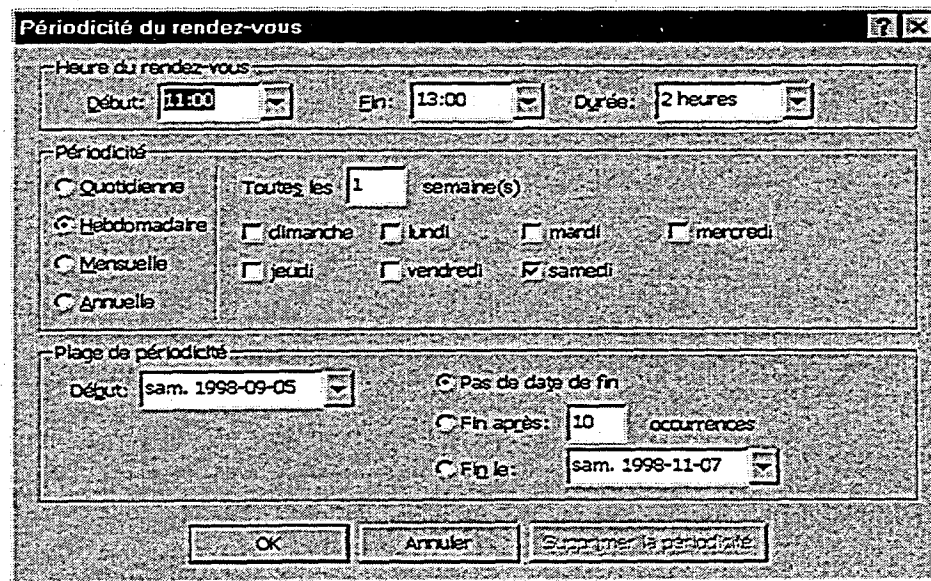 Périodicité du rendez-vous
Heure du rendez-vous
Début: 11:00 Fin: 13:00 Durée: 2 heures
Périodicité
Quotidienne Toutes les 1 semaine(s)
Hebdomadaire dimanche lundi mardi mercredi
Mensuelle jeudi vendredi samedi
Annuelle
Plage de périodicité
Début: sam. 1998-09-05 Pas de date de fin
Fin après: 10 occurrences
Fin le: sam. 1998-11-07
OK Annuler Supprimer la périodicité